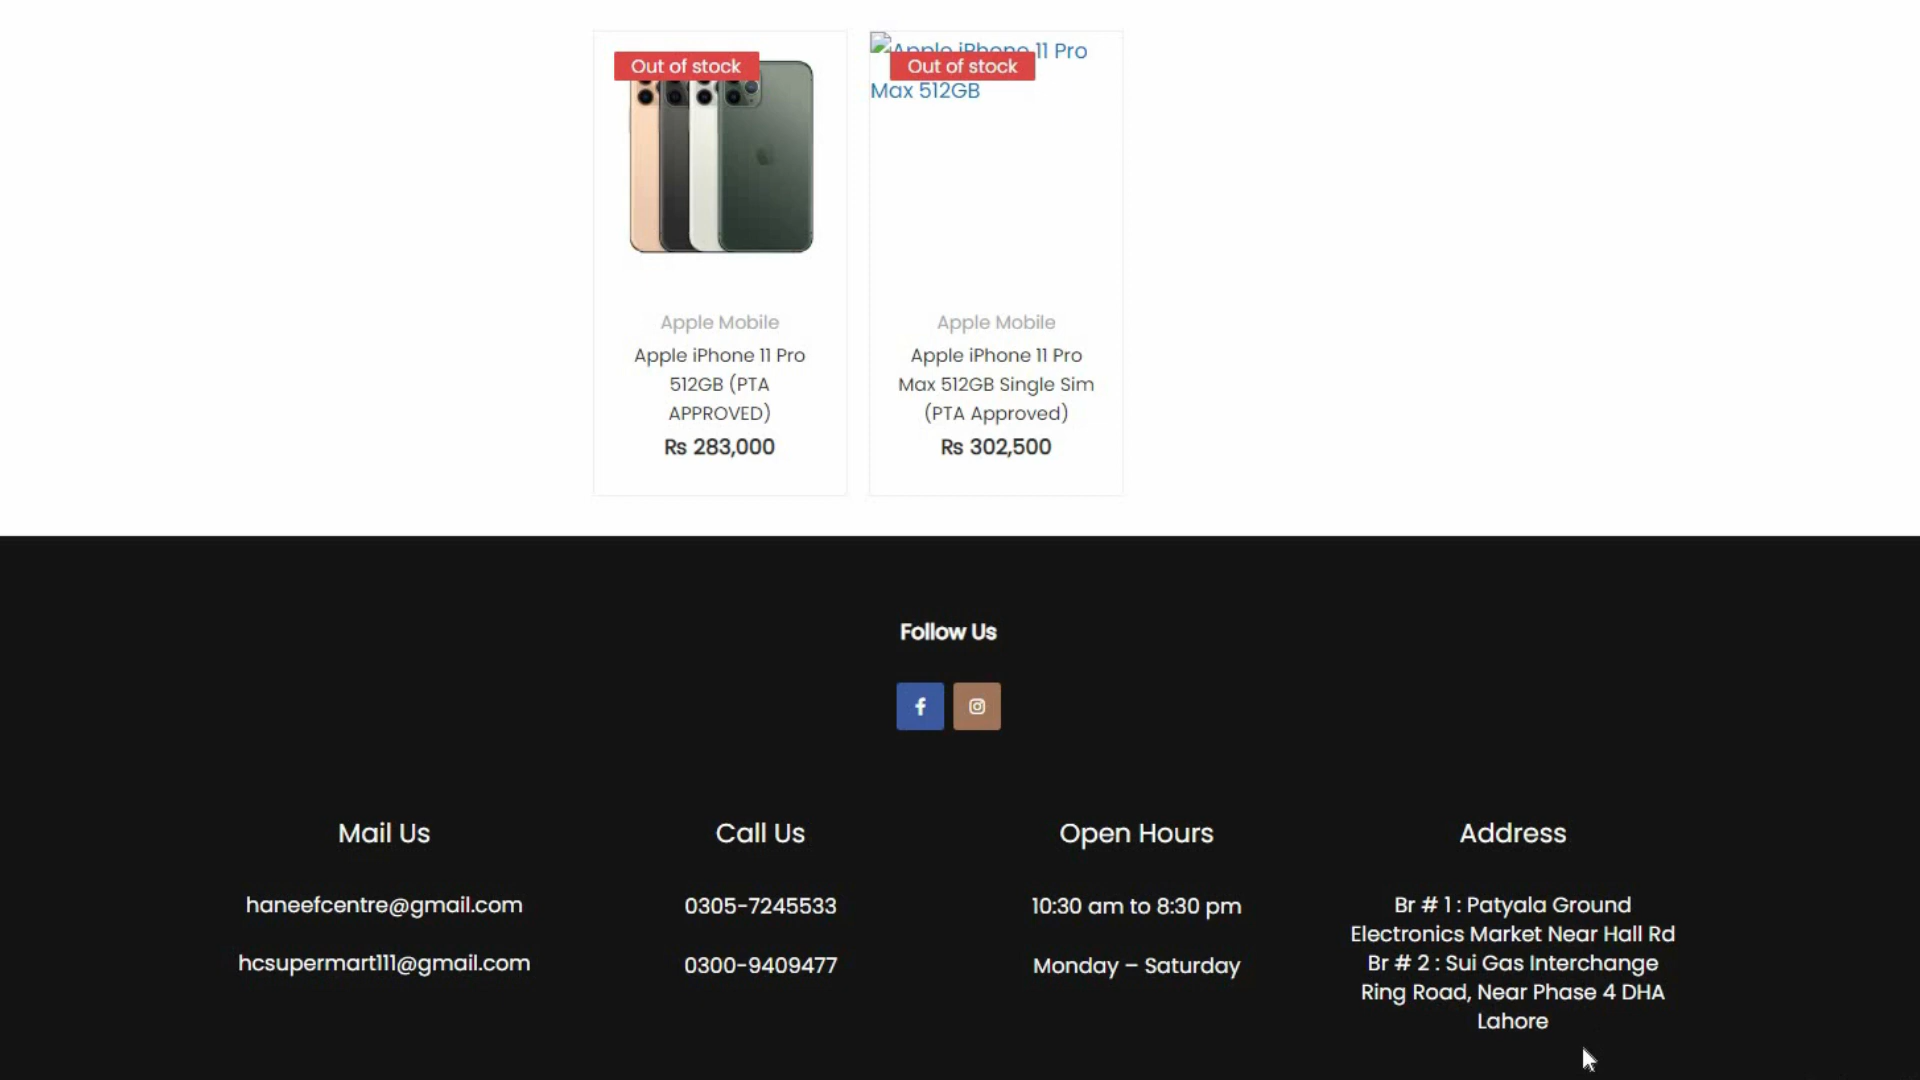 Out of stock
Apple Mobile
Apple iPhone 11 Pro
512GB (PTA
APPROVED)
₨ 283,000
Apple iPhone 11 Pro
Out of stock
Max 512GB
Apple Mobile
Apple iPhone 11 Pro
Max 512GB Single Sim
(PTA Approved)
₨ 302,500
Follow Us
Mail Us
haneefcentre@gmail.com
hcsupermart111@gmail.com
Call Us
0305-7245533
0300-9409477
Open Hours
10:30 am to 8:30 pm
Monday – Saturday
Address
Br # 1 : Patyala Ground
Electronics Market Near Hall Rd
Br # 2 : Sui Gas Interchange
Ring Road, Near Phase 4 DHA
Lahore